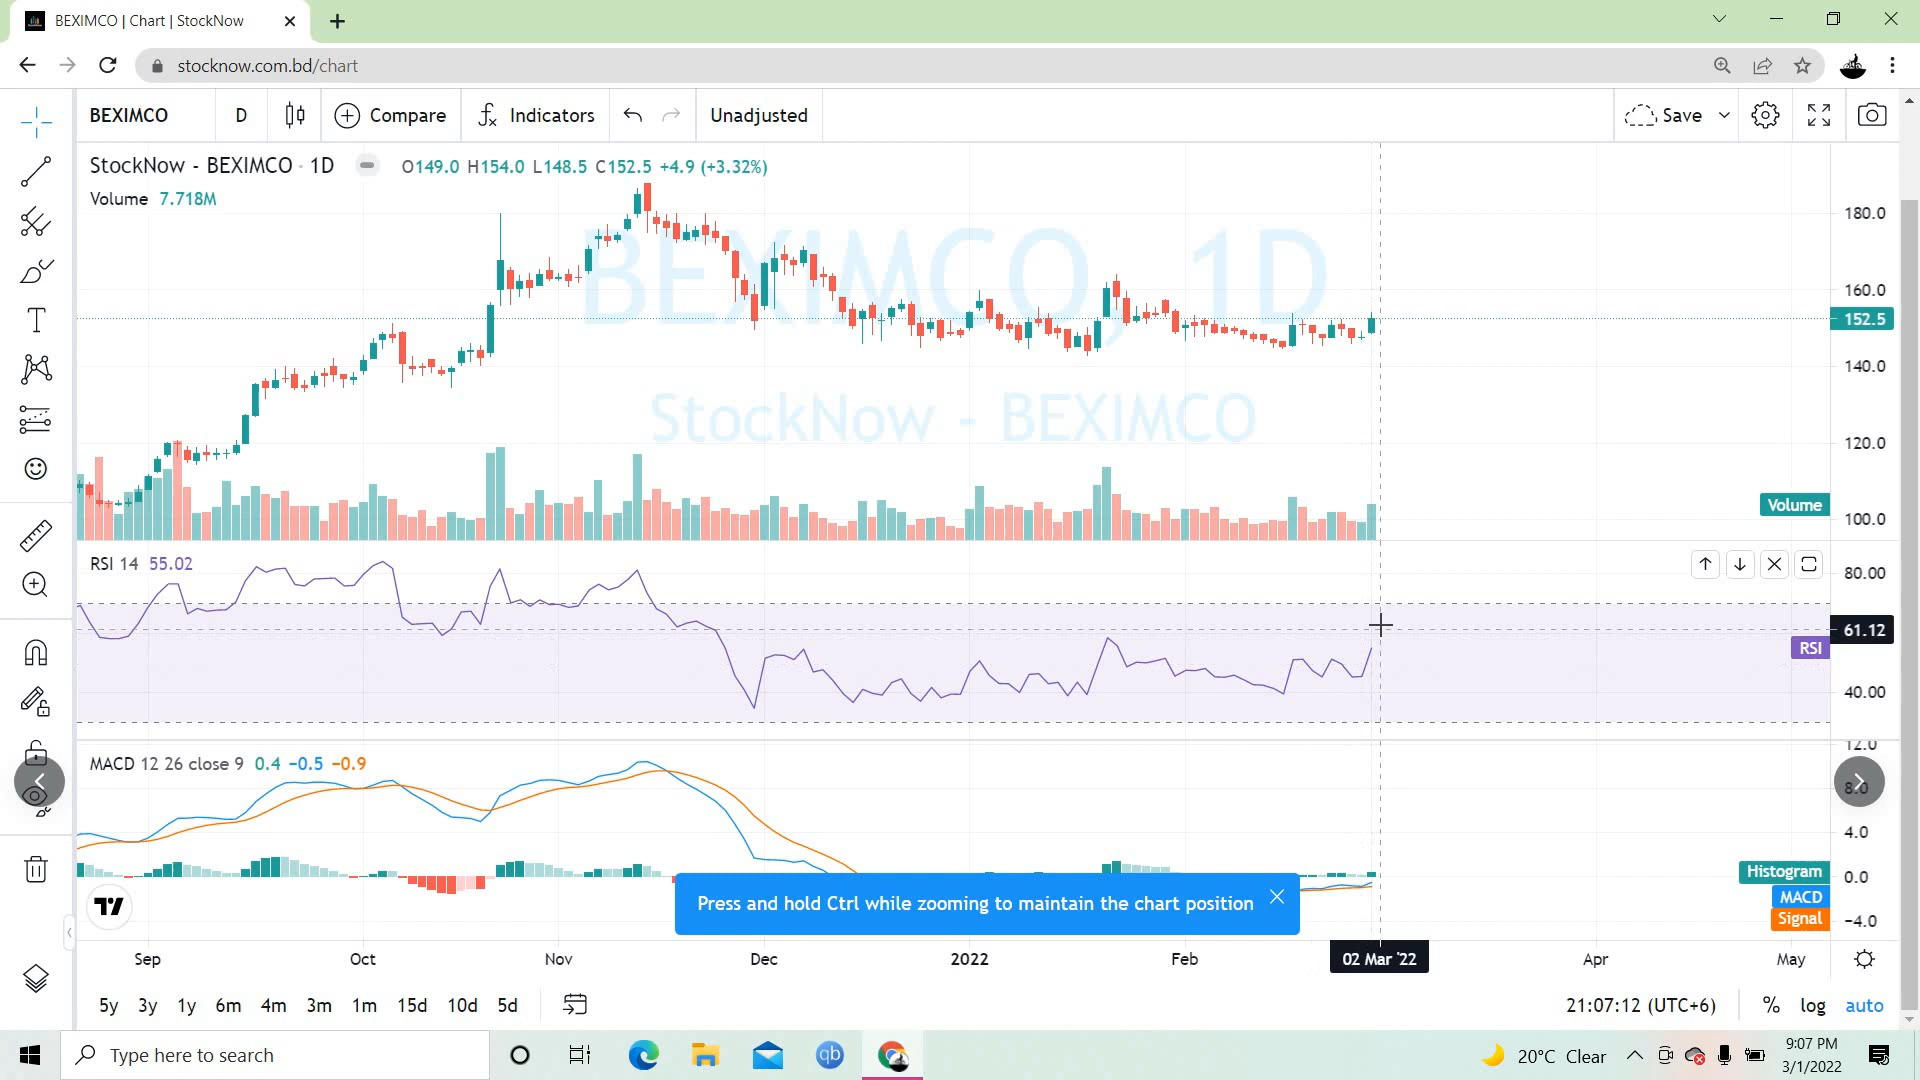 BEXIMCO | Chart | StockNow
stocknow.com.bd/chart
BEXIMCO D Compare Indicators Unadjusted Save
StockNow - BEXIMCO · 1D O149.0 H154.0 L148.5 C152.5 +4.9 (+3.32%)
Volume 7.718M
BEXIMCO, 1D
StockNow - BEXIMCO
180.0
160.0
152.5
140.0
120.0
Volume
100.0
RSI 14 55.02
80.00
61.12
RSI
40.00
MACD 12 26 close 9 0.4 −0.5 −0.9
12.0
8.0
4.0
Histogram 0.0
MACD
Signal −4.0
Press and hold Ctrl while zooming to maintain the chart position
Sep Oct Nov Dec 2022 Feb 02 Mar '22 Apr May
5y 3y 1y 6m 4m 3m 1m 15d 10d 5d 21:07:12 (UTC+6) % log auto
Type here to search qb 20°C Clear 9:07 PM
3/1/2022